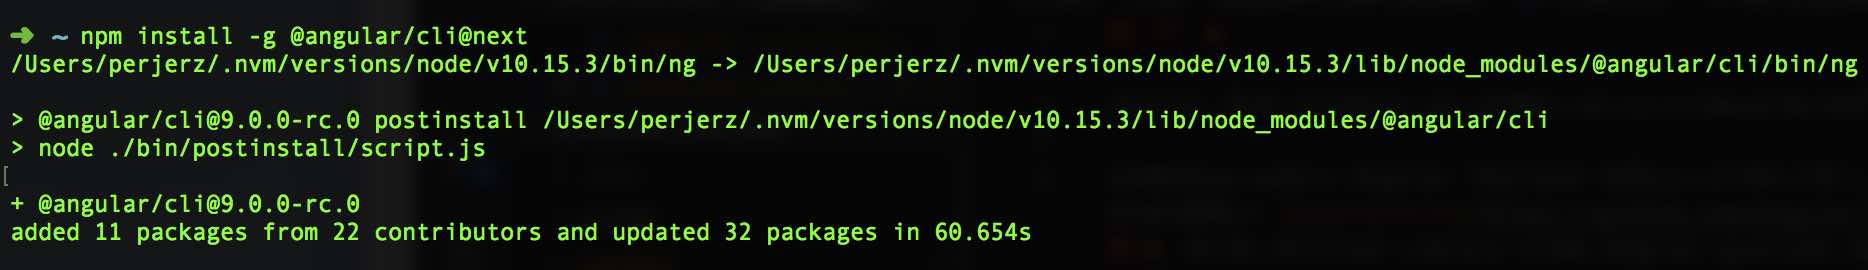 ➜ ~ npm install -g @angular/cli@next
/Users/perjerz/.nvm/versions/node/v10.15.3/bin/ng -> /Users/perjerz/.nvm/versions/node/v10.15.3/lib/node_modules/@angular/cli/bin/ng
> @angular/cli@9.0.0-rc.0 postinstall /Users/perjerz/.nvm/versions/node/v10.15.3/lib/node_modules/@angular/cli
> node ./bin/postinstall/script.js
[
+ @angular/cli@9.0.0-rc.0
added 11 packages from 22 contributors and updated 32 packages in 60.654s